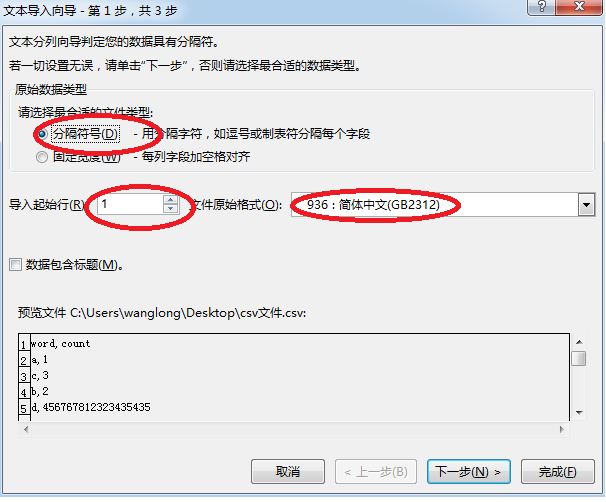 文本导入向导 - 第 1 步，共 3 步
文本分列向导判定您的数据具有分隔符。
若一切设置无误，请单击“下一步”，否则请选择最合适的数据类型。
原始数据类型
请选择最合适的文件类型:
分隔符号(D) - 用分隔字符，如逗号或制表符分隔每个字段
固定宽度(W) - 每列字段加空格对齐
导入起始行(R): 1 文件原始格式(O): 936 : 简体中文(GB2312)
数据包含标题(M)。
预览文件 C:\Users\wanglong\Desktop\csv文件.csv:
1 word,count
2 a,1
3 c,3
4 b,2
5 d,456767812323435435
取消 < 上一步(B) 下一步(N) > 完成(F)